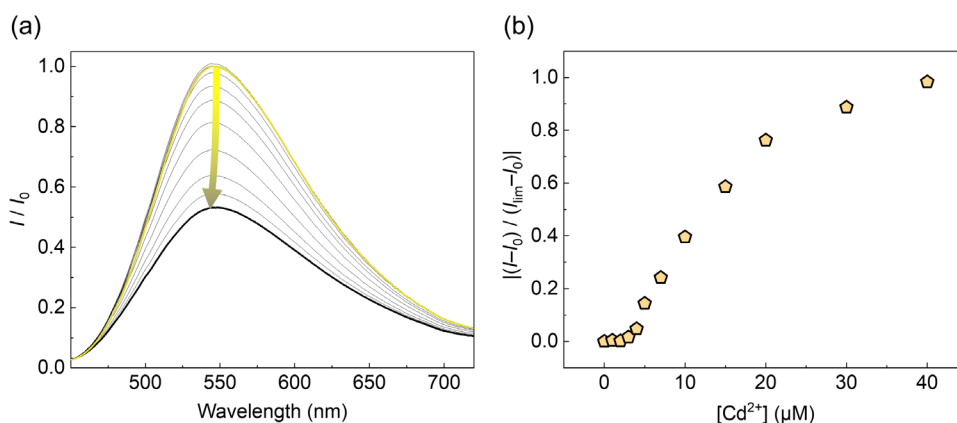 (a)
1.0
0.8
0.6
0.4
0.2
0.0
I / I₀
500 550 600 650 700
Wavelength (nm)
(b)
1.0
0.8
0.6
0.4
0.2
0.0
|(I–I₀) / (Iₗᵢₘ–I₀)|
0 10 20 30 40
[Cd²⁺] (μM)